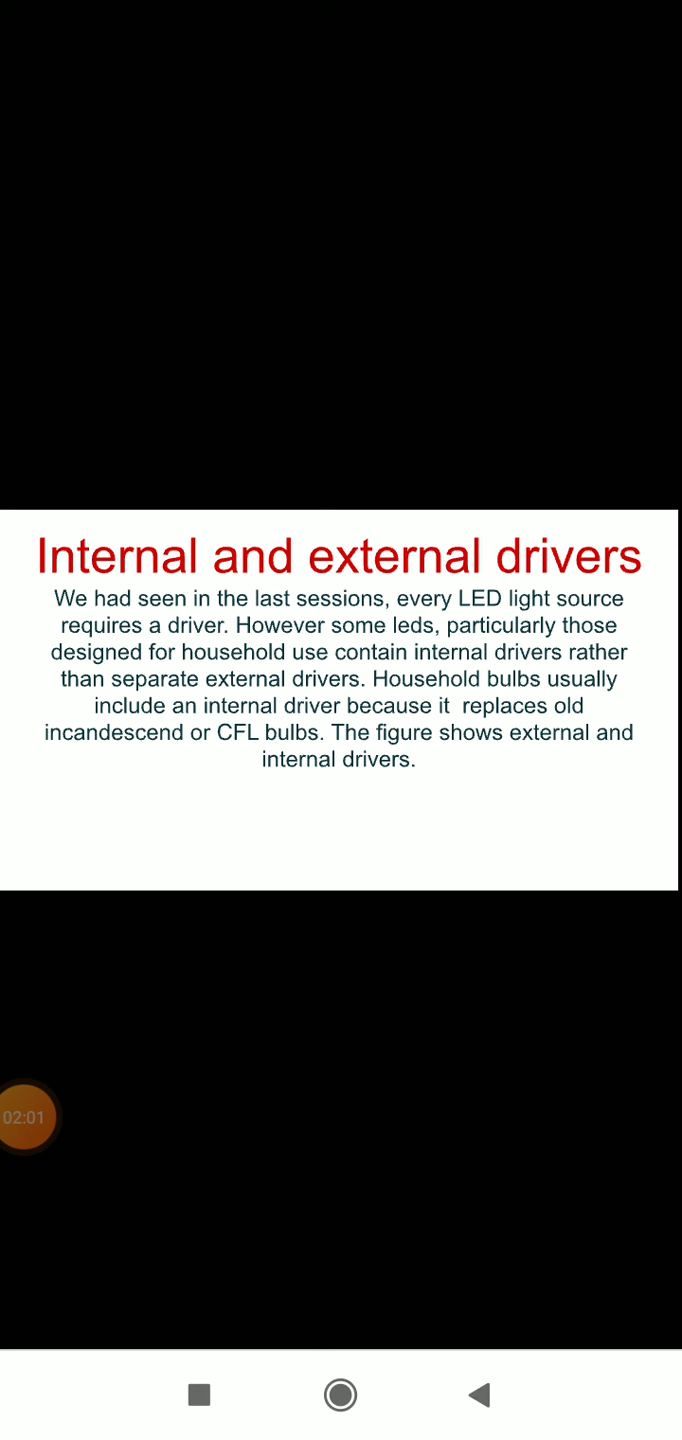 Internal and external drivers
We had seen in the last sessions, every LED light source
requires a driver. However some leds, particularly those
designed for household use contain internal drivers rather
than separate external drivers. Household bulbs usually
include an internal driver because it  replaces old
incandescend or CFL bulbs. The figure shows external and
internal drivers.
02:01